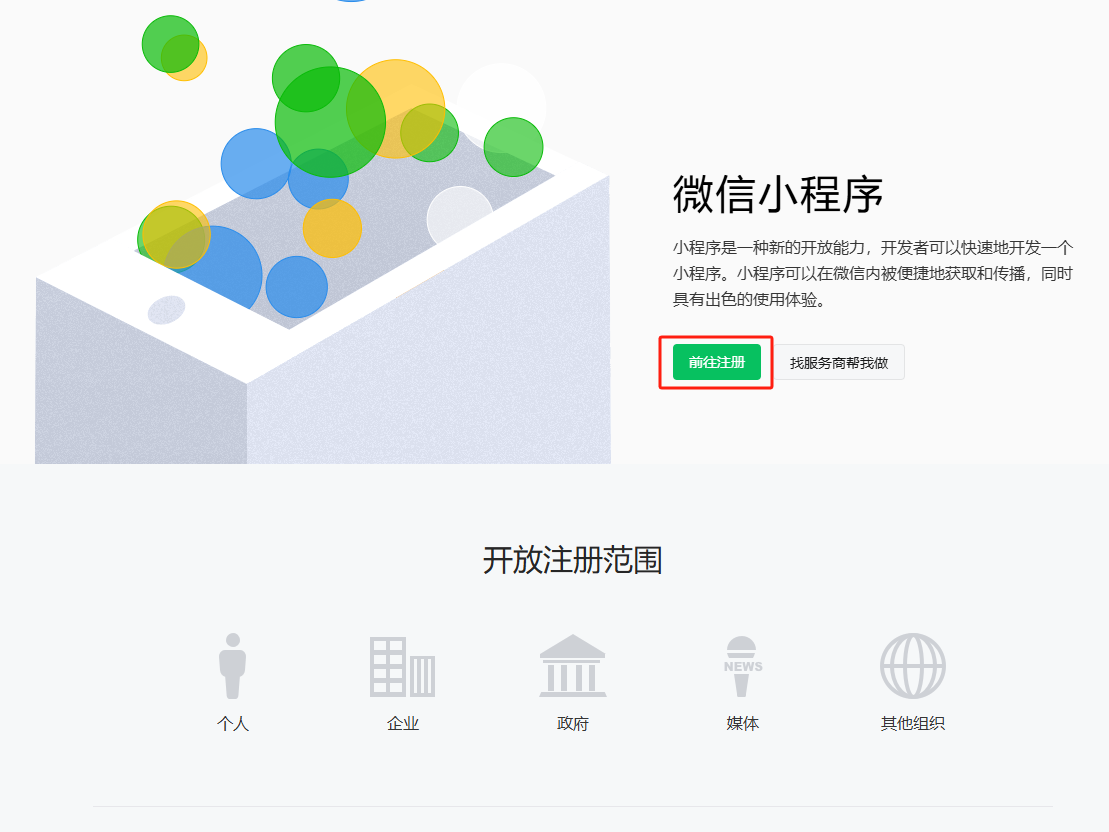 微信小程序
小程序是一种新的开放能力，开发者可以快速地开发一个
小程序。小程序可以在微信内被便捷地获取和传播，同时
具有出色的使用体验。
前往注册
找服务商帮我做
开放注册范围
NEWS
个人
企业
政府
媒体
其他组织